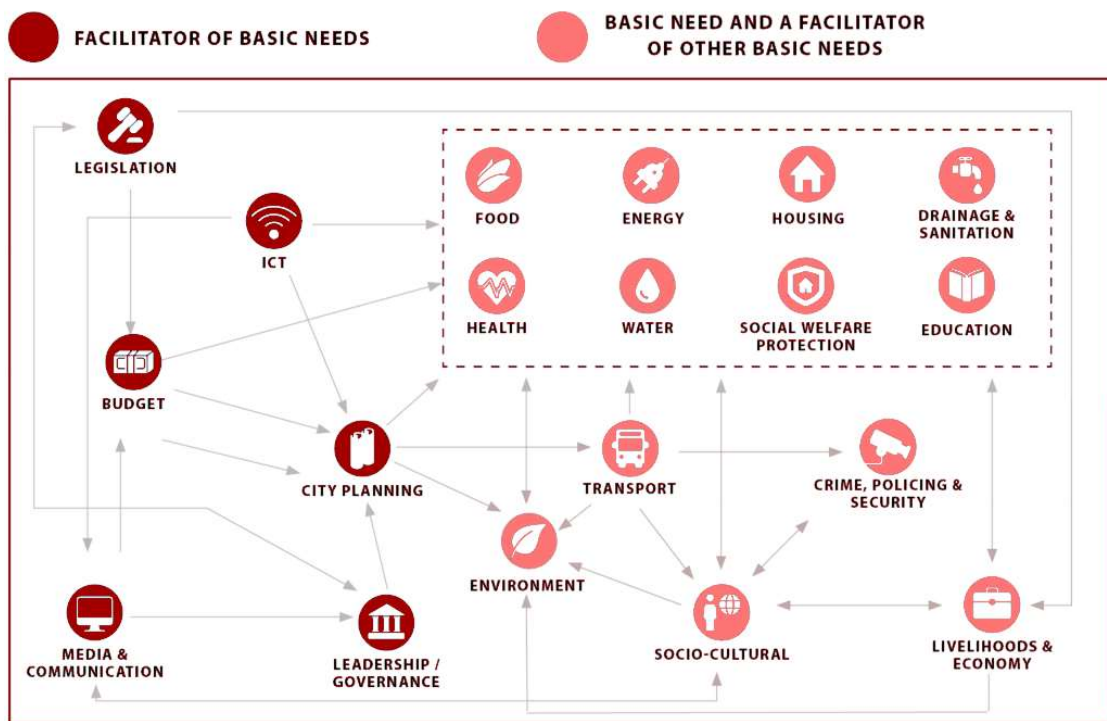 FACILITATOR OF BASIC NEEDS
BASIC NEED AND A FACILITATOR
OF OTHER BASIC NEEDS
LEGISLATION
ICT
FOOD
ENERGY
HOUSING
DRAINAGE &
SANITATION
HEALTH
WATER
SOCIAL WELFARE
PROTECTION
EDUCATION
BUDGET
CITY PLANNING
TRANSPORT
CRIME, POLICING &
SECURITY
ENVIRONMENT
MEDIA &
COMMUNICATION
LEADERSHIP /
GOVERNANCE
SOCIO-CULTURAL
LIVELIHOODS &
ECONOMY